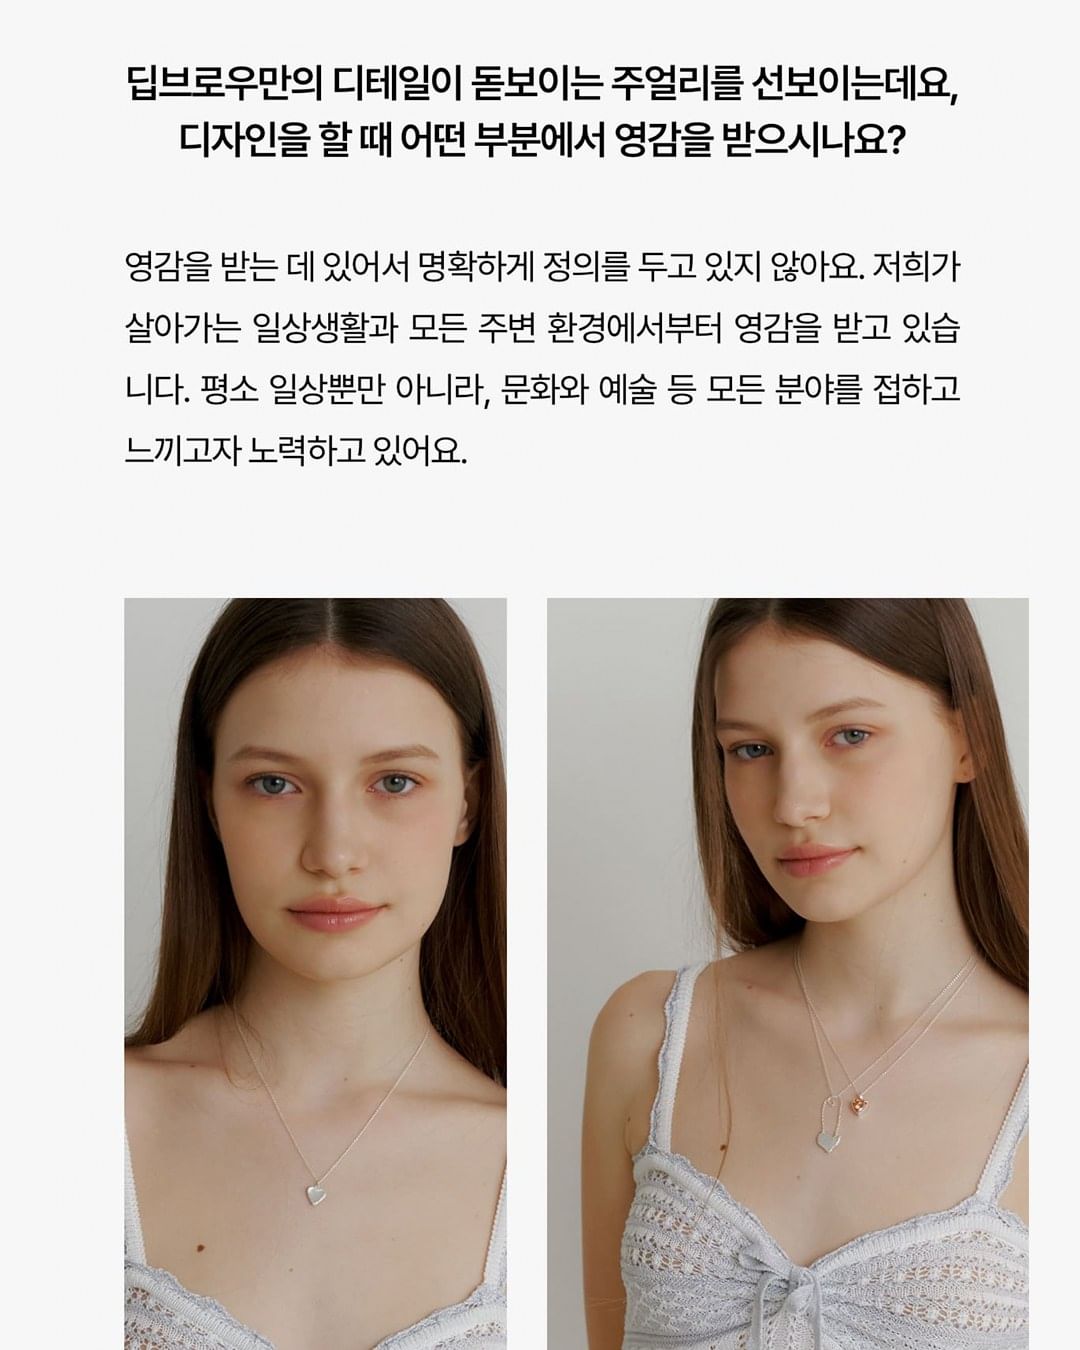 딥브로우만의 디테일이 돋보이는 주얼리를 선보이는데요,
디자인을 할 때 어떤 부분에서 영감을 받으시나요?
영감을 받는 데 있어서 명확하게 정의를 두고 있지 않아요. 저희가
살아가는 일상생활과 모든 주변 환경에서부터 영감을 받고 있습
니다. 평소 일상뿐만 아니라, 문화와 예술 등 모든 분야를 접하고
느끼고자 노력하고 있어요.